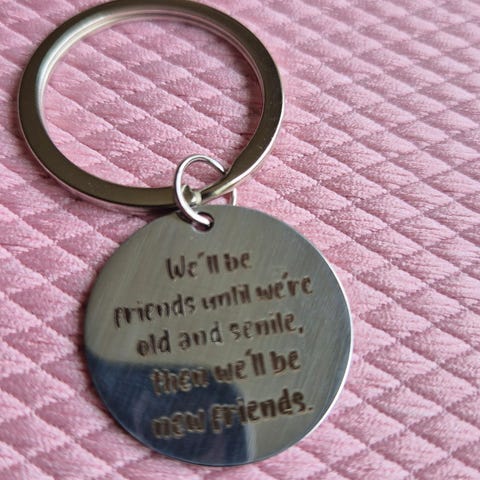 We'll be
friends until we're
old and senile,
then we'll be
new friends.